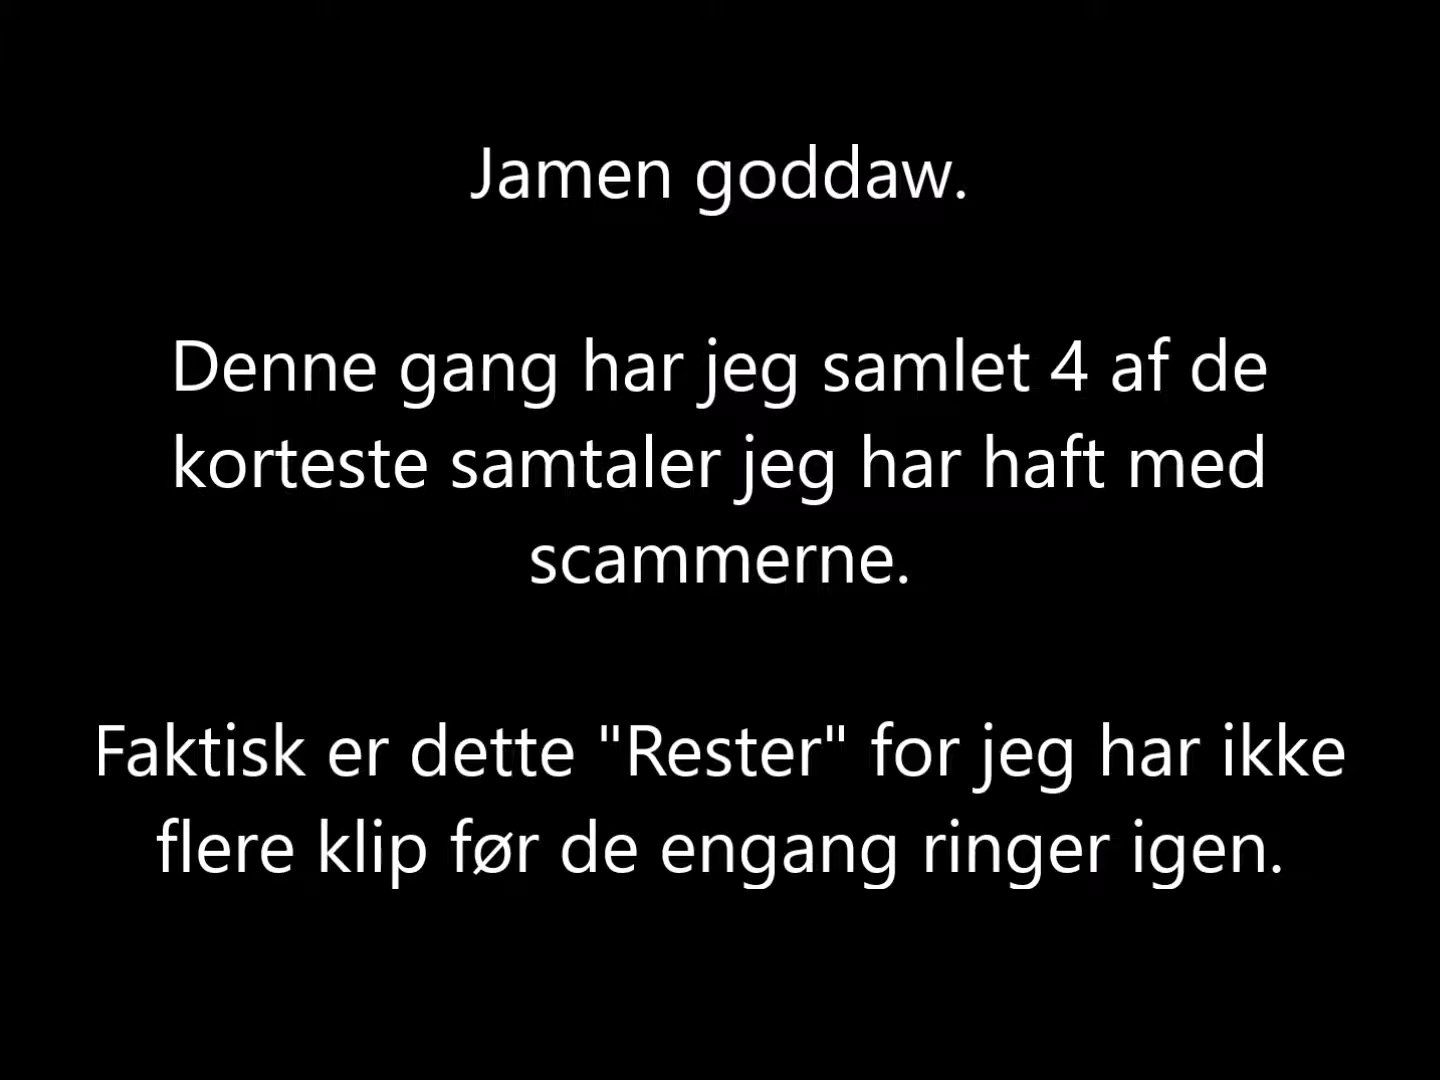 Jamen goddaw.
Denne gang har jeg samlet 4 af de
korteste samtaler jeg har haft med
scammerne.
Faktisk er dette "Rester" for jeg har ikke
flere klip før de engang ringer igen.